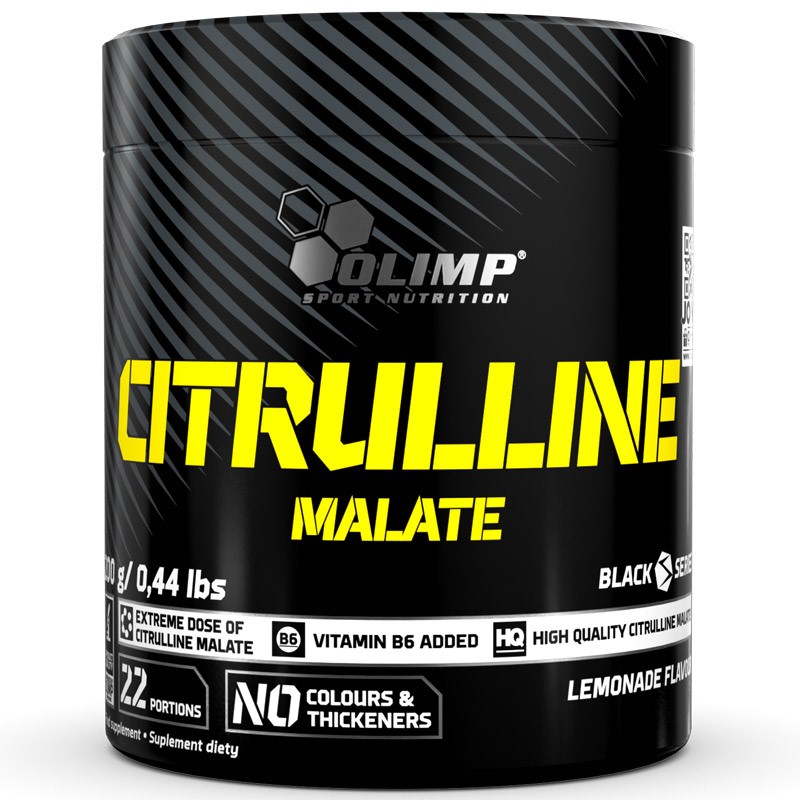 OLIMP®
SPORT NUTRITION
CITRULLINE
MALATE
g/ 0,44 lbs
BLACK
EXTREME DOSE OF
CITRULLINE MALATE
B6 VITAMIN B6 ADDED
HQ HIGH QUALITY CITRULLINE
22 PORTIONS
NO COLOURS &
THICKENERS
LEMONADE
• Suplement diety